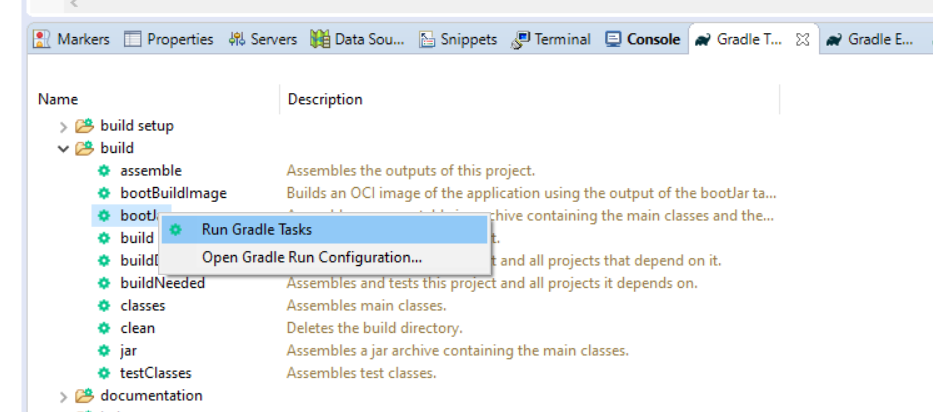 Markers Properties Servers Data Sou... Snippets Terminal Console Gradle T... Gradle E...
Name Description
build setup
build
assemble Assembles the outputs of this project.
bootBuildImage Builds an OCI image of the application using the output of the bootJar ta...
bootJ chive containing the main classes and the...
Run Gradle Tasks
build t.
Open Gradle Run Configuration...
build t and all projects that depend on it.
buildNeeded Assembles and tests this project and all projects it depends on.
classes Assembles main classes.
clean Deletes the build directory.
jar Assembles a jar archive containing the main classes.
testClasses Assembles test classes.
documentation